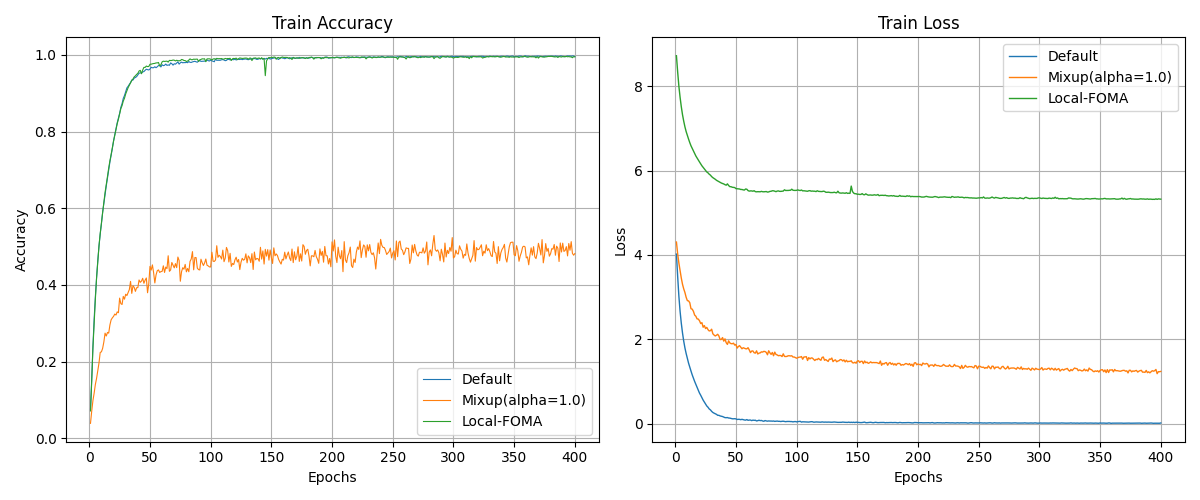 Train Accuracy
Accuracy
1.0
0.8
0.6
0.4
0.2
0.0
0 50 100 150 200 250 300 350 400
Epochs
Default
Mixup(alpha=1.0)
Local-FOMA
Train Loss
Loss
8
6
4
2
0
0 50 100 150 200 250 300 350 400
Epochs
Default
Mixup(alpha=1.0)
Local-FOMA